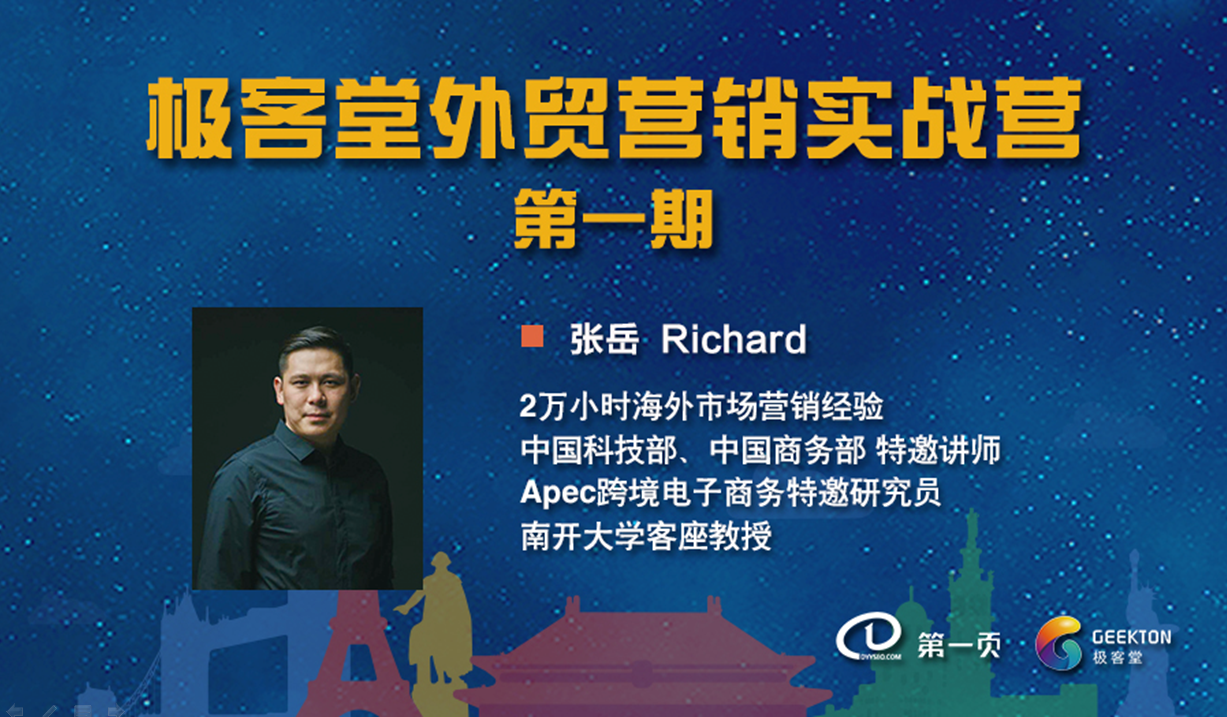 极客堂外贸营销实战营
第一期
张岳 Richard
2万小时海外市场营销经验
中国科技部、中国商务部 特邀讲师
Apec跨境电子商务特邀研究员
南开大学客座教授
DYYSEO.COM
第一页
GEEKTON
极客堂